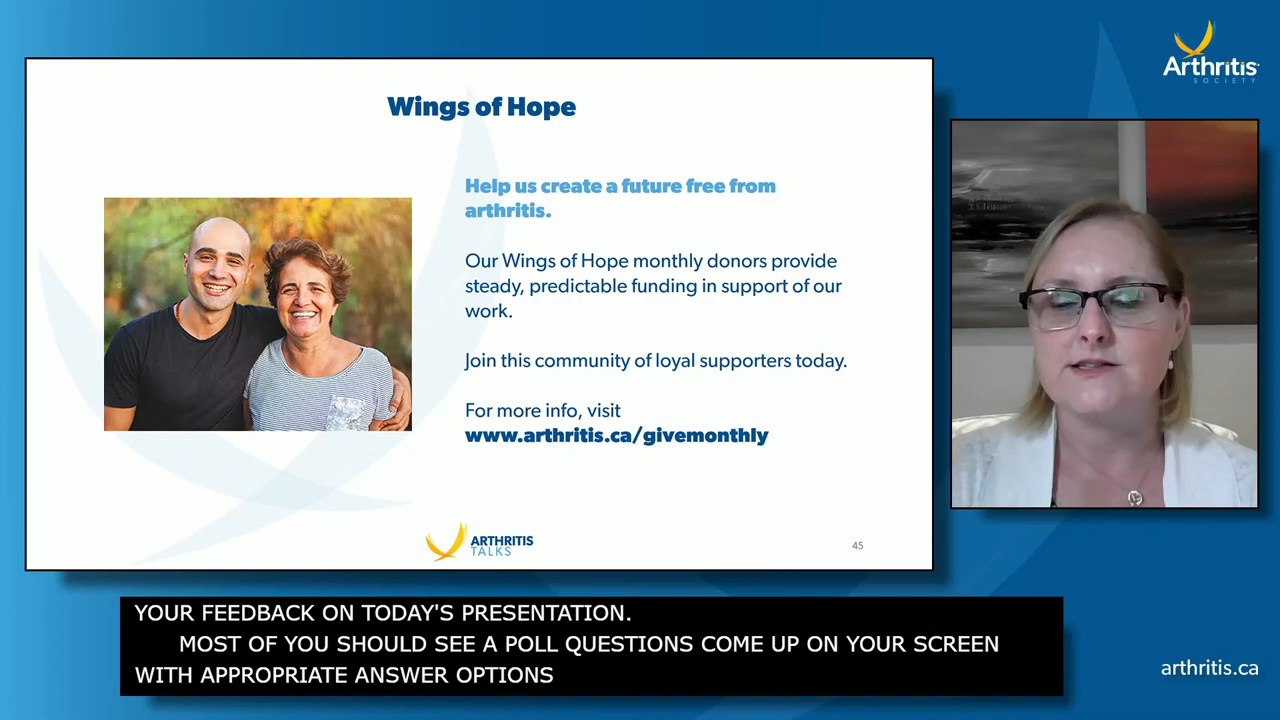 Arthritis
SOCIETY
Wings of Hope
Help us create a future free from
arthritis.
Our Wings of Hope monthly donors provide
steady, predictable funding in support of our
work.
Join this community of loyal supporters today.
For more info, visit
www.arthritis.ca/givemonthly
ARTHRITIS
TALKS
45
YOUR FEEDBACK ON TODAY'S PRESENTATION.
MOST OF YOU SHOULD SEE A POLL QUESTIONS COME UP ON YOUR SCREEN
WITH APPROPRIATE ANSWER OPTIONS
arthritis.ca